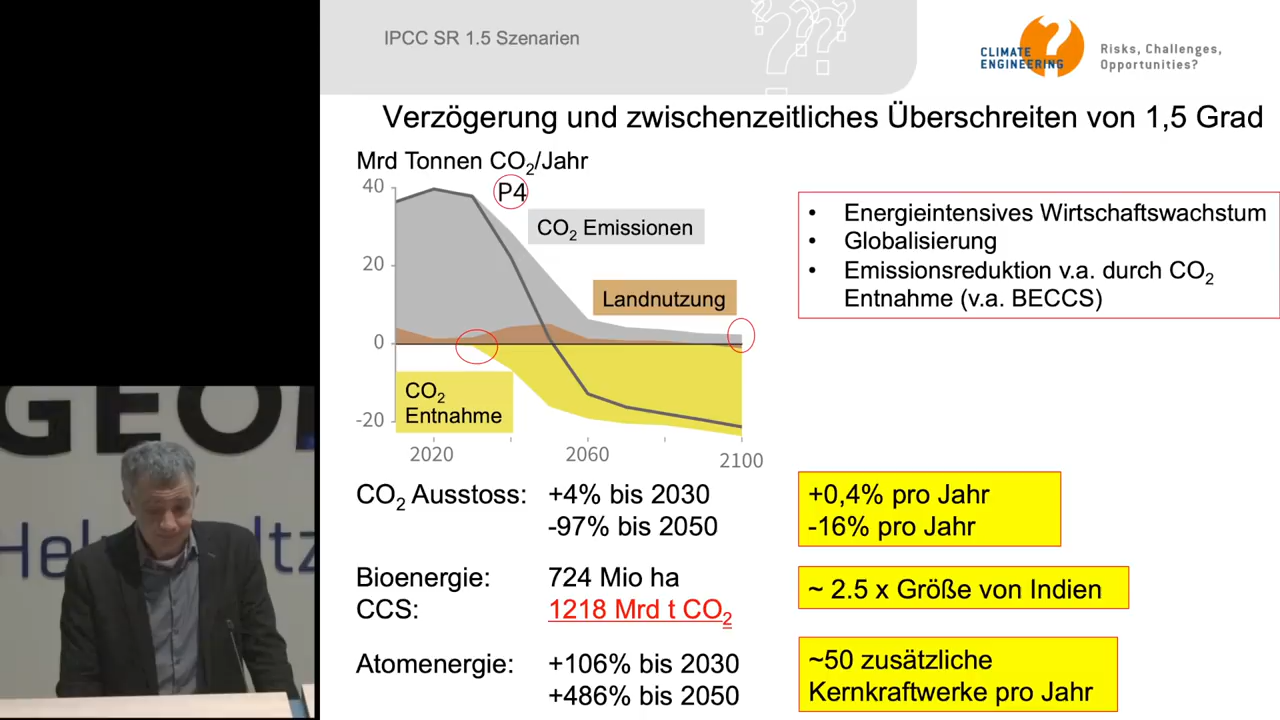 IPCC SR 1.5 Szenarien
CLIMATE
ENGINEERING
Risks, Challenges,
Opportunities?
Verzögerung und zwischenzeitliches Überschreiten von 1,5 Grad
Mrd Tonnen CO₂/Jahr
40
P4
CO₂ Emissionen
20
Landnutzung
0
CO₂
Entnahme
-20
2020
2060
2100
• Energieintensives Wirtschaftswachstum
• Globalisierung
• Emissionsreduktion v.a. durch CO₂
Entnahme (v.a. BECCS)
CO₂ Ausstoss: +4% bis 2030
-97% bis 2050
+0,4% pro Jahr
-16% pro Jahr
Bioenergie: 724 Mio ha
CCS: 1218 Mrd t CO₂
~ 2.5 x Größe von Indien
Atomenergie: +106% bis 2030
+486% bis 2050
~50 zusätzliche
Kernkraftwerke pro Jahr
GEO
Hel
ltz